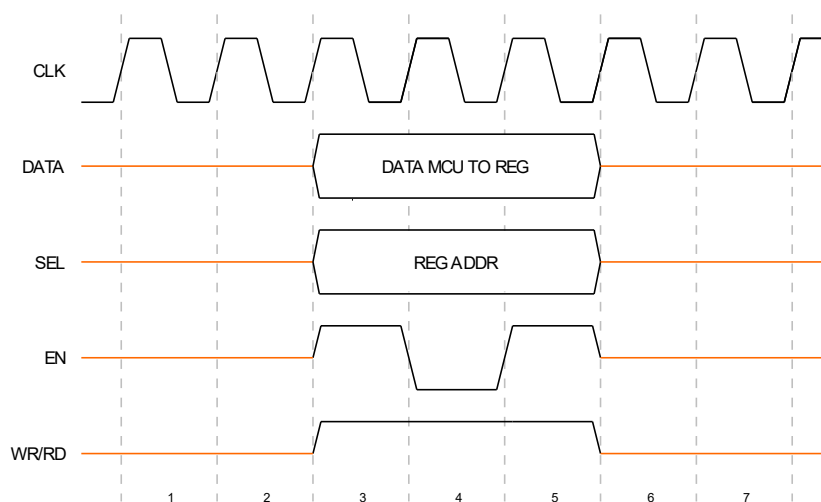 CLK
DATA
DATA MCU TO REG
SEL
REG ADDR
EN
WR/RD
1 2 3 4 5 6 7